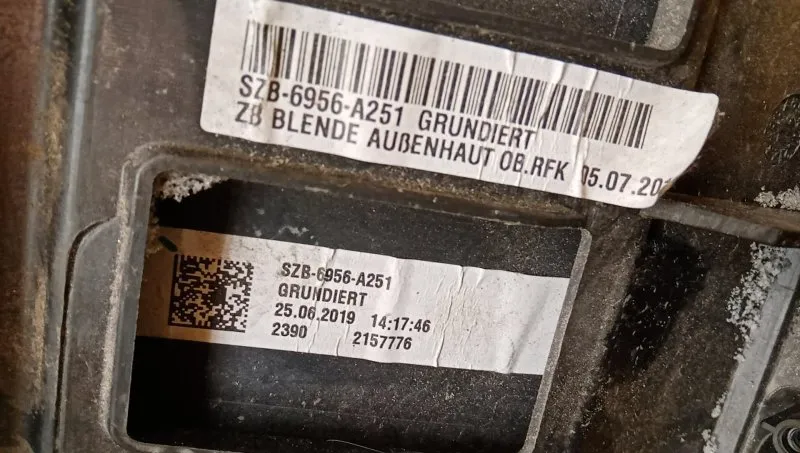 SZB-6956-A251 GRUNDIERT
ZB BLENDE AUßENHAUT OB.RFK 05.07.20
SZB-6956-A251
GRUNDIERT
25.06.2019 14:17:46
2390 2157776